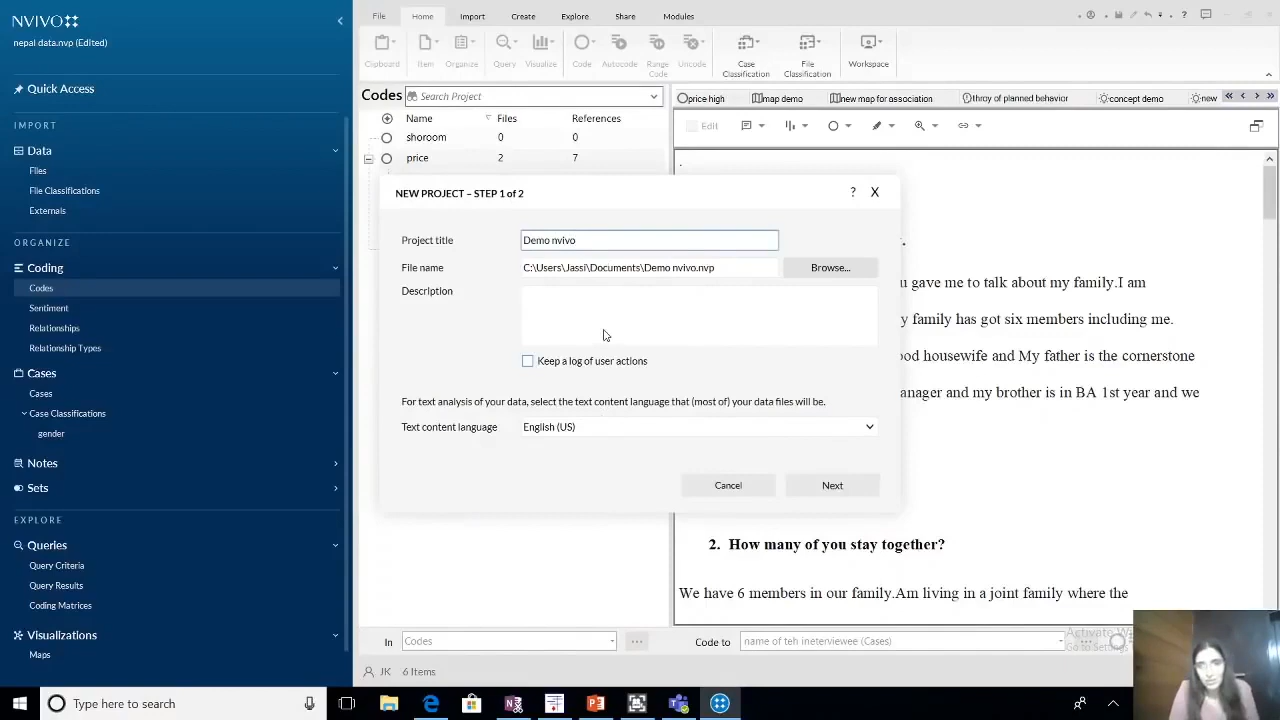 NVIVO
nepal data.nvp (Edited)
Quick Access
IMPORT
Data
Files
File Classifications
Externals
ORGANIZE
Coding
Codes
Sentiment
Relationships
Relationship Types
Cases
Cases
Case Classifications
gender
Notes
Sets
EXPLORE
Queries
Query Criteria
Query Results
Coding Matrices
Visualizations
Maps
File Home Import Create Explore Share Modules
Clipboard Item Organize Query Visualize Code Autocode Range Code Uncode Case Classification File Classification Workspace
Codes Search Project
Name Files References
shoroom 0 0
price 2 7
price high map demo new map for association throy of planned behavior concept demo new
Edit
NEW PROJECT – STEP 1 of 2 ? X
Project title Demo nvivo
File name C:\Users\Jassi\Documents\Demo nvivo.nvp Browse...
Description
Keep a log of user actions
For text analysis of your data, select the text content language that (most of) your data files will be.
Text content language English (US)
Cancel Next
u gave me to talk about my family.I am
y family has got six members including me.
ood housewife and My father is the cornerstone
anager and my brother is in BA 1st year and we
2. How many of you stay together?
We have 6 members in our family.Am living in a joint family where the
In Codes Code to name of teh ineterviewee (Cases)
Activate W
Go to Settings
JK 6 Items
Type here to search